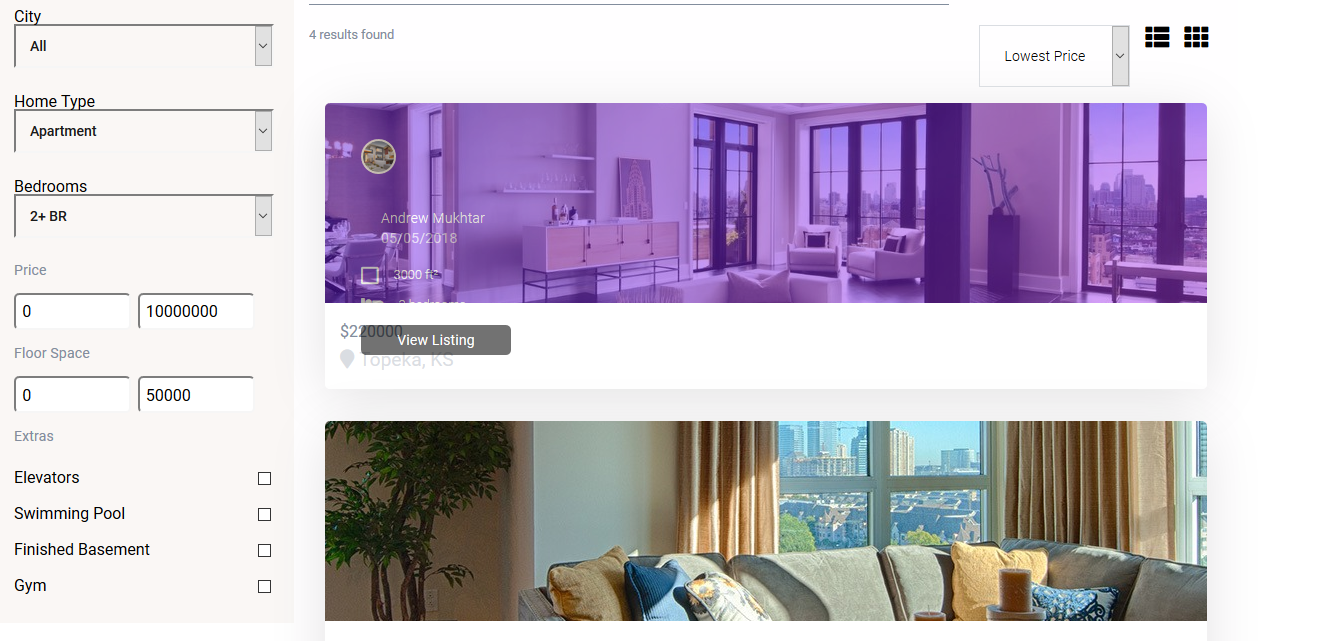 City
All
Home Type
Apartment
Bedrooms
2+ BR
Price
0
10000000
Floor Space
0
50000
Extras
Elevators
Swimming Pool
Finished Basement
Gym
4 results found
Lowest Price
Andrew Mukhtar
05/05/2018
3000 ft²
bedrooms
$220000
View Listing
Topeka, KS